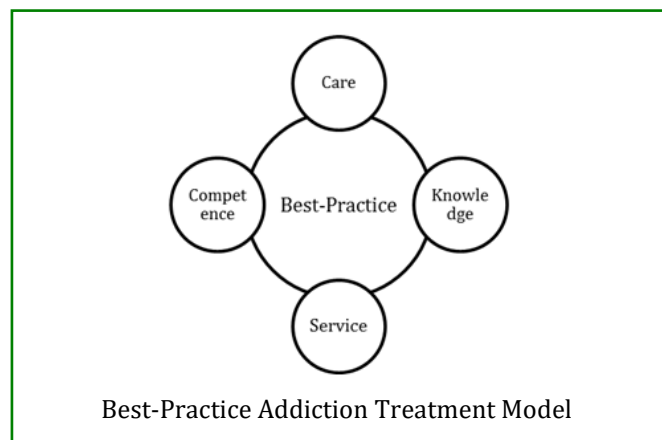 Care
Compet
ence
Best-Practice
Knowle
dge
Service
Best-Practice Addiction Treatment Model